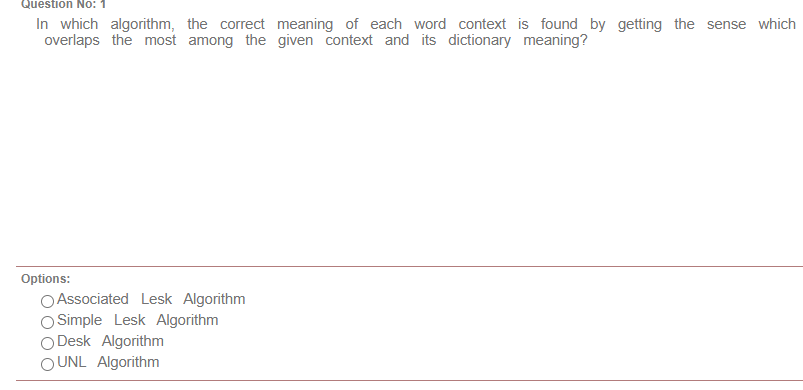 Question No: 1
In which algorithm, the correct meaning of each word context is found by getting the sense which
overlaps the most among the given context and its dictionary meaning?
Options:
Associated Lesk Algorithm
Simple Lesk Algorithm
Desk Algorithm
UNL Algorithm